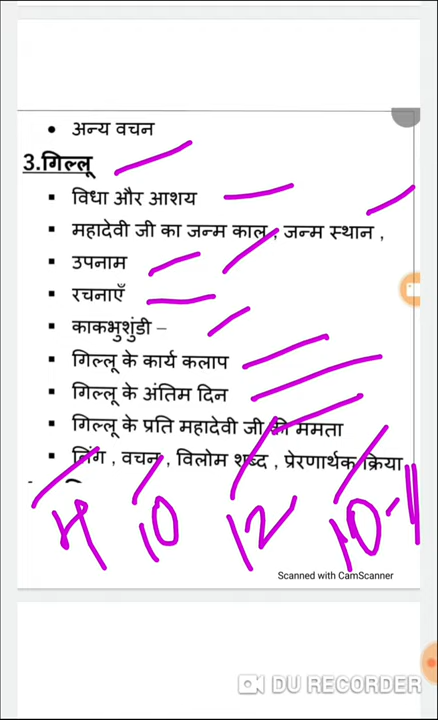 • अन्य वचन
3.गिल्लू
▪ विधा और आशय
▪ महादेवी जी का जन्म काल , जन्म स्थान ,
▪ उपनाम
▪ रचनाएँ
▪ काकभुशुंडी –
▪ गिल्लू के कार्य कलाप
▪ गिल्लू के अंतिम दिन
▪ गिल्लू के प्रति महादेवी जी की ममता
▪ लिंग , वचन , विलोम शब्द , प्रेरणार्थक क्रिया
10 12 10-11
Scanned with CamScanner
DU RECORDER